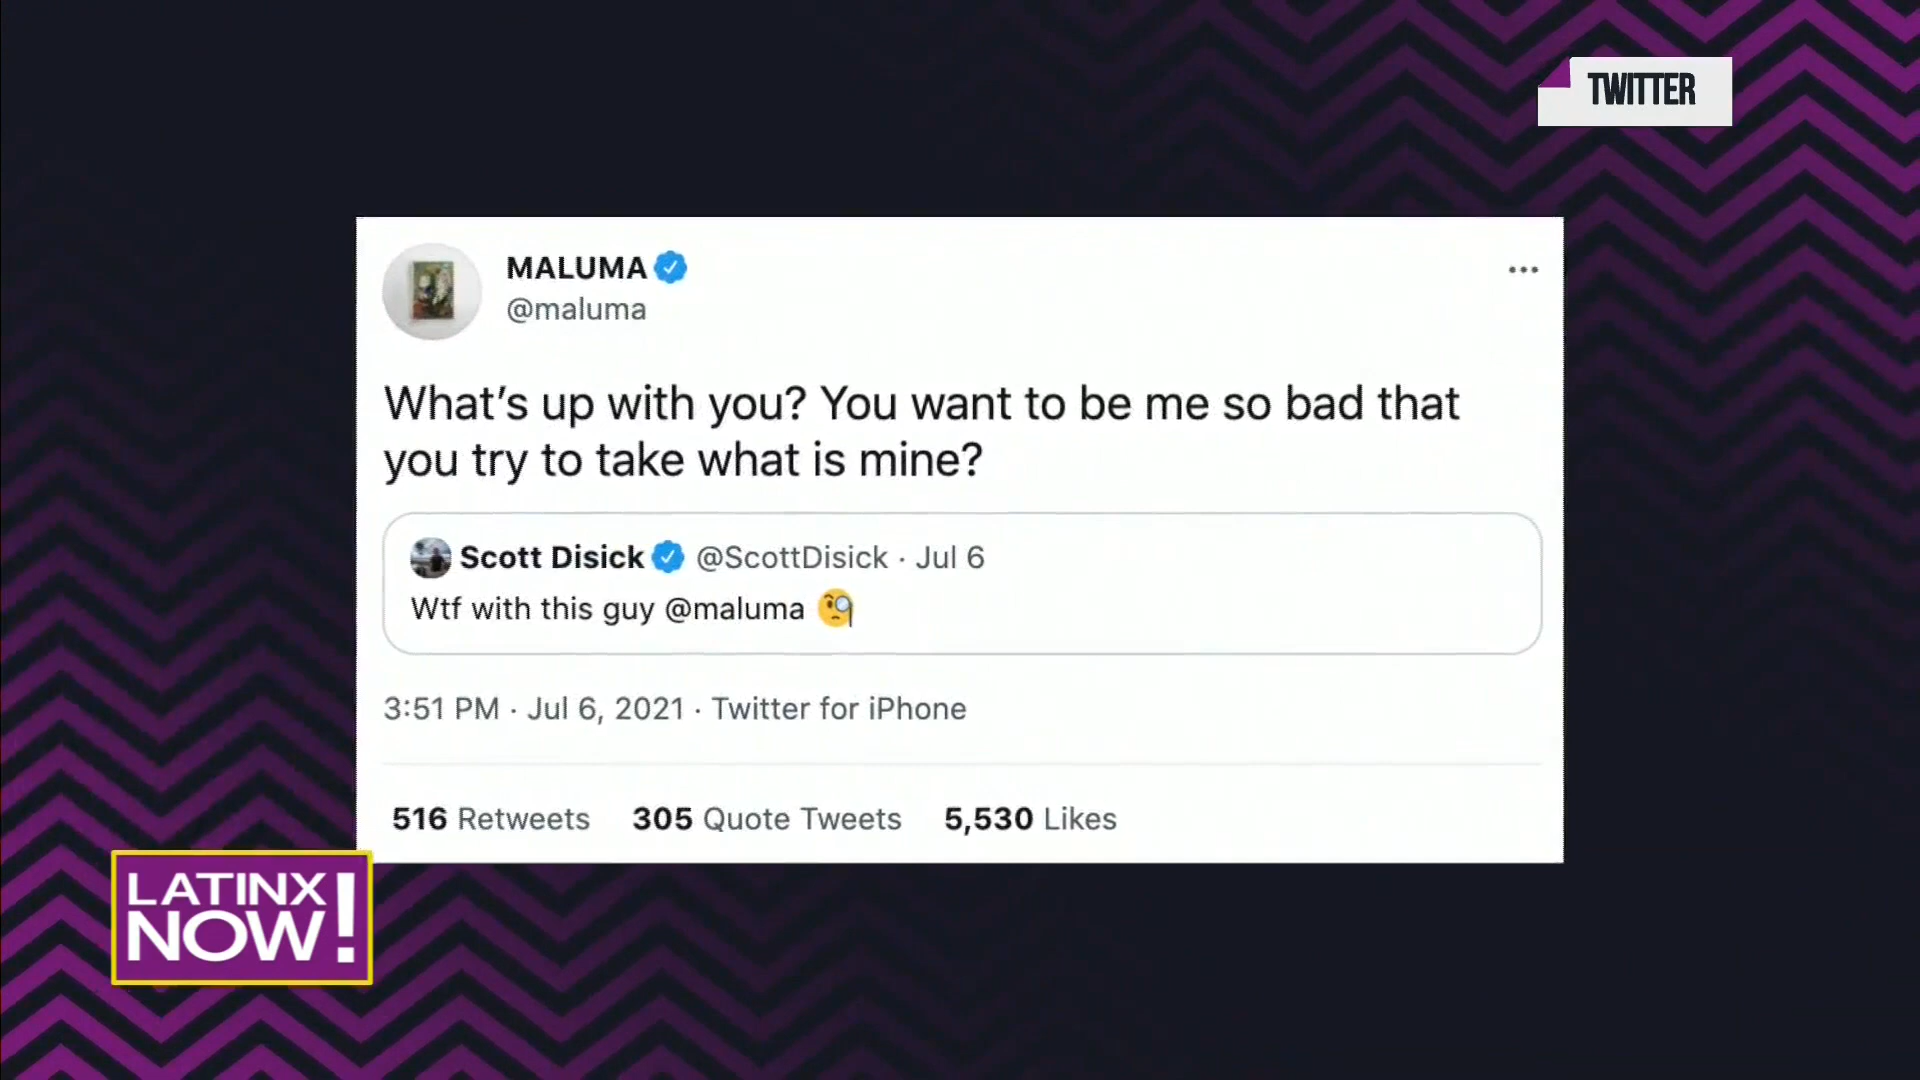 TWITTER
MALUMA
@maluma
What's up with you? You want to be me so bad that
you try to take what is mine?
Scott Disick @ScottDisick · Jul 6
Wtf with this guy @maluma 🧐
3:51 PM · Jul 6, 2021 · Twitter for iPhone
516 Retweets 305 Quote Tweets 5,530 Likes
LATINX
NOW!